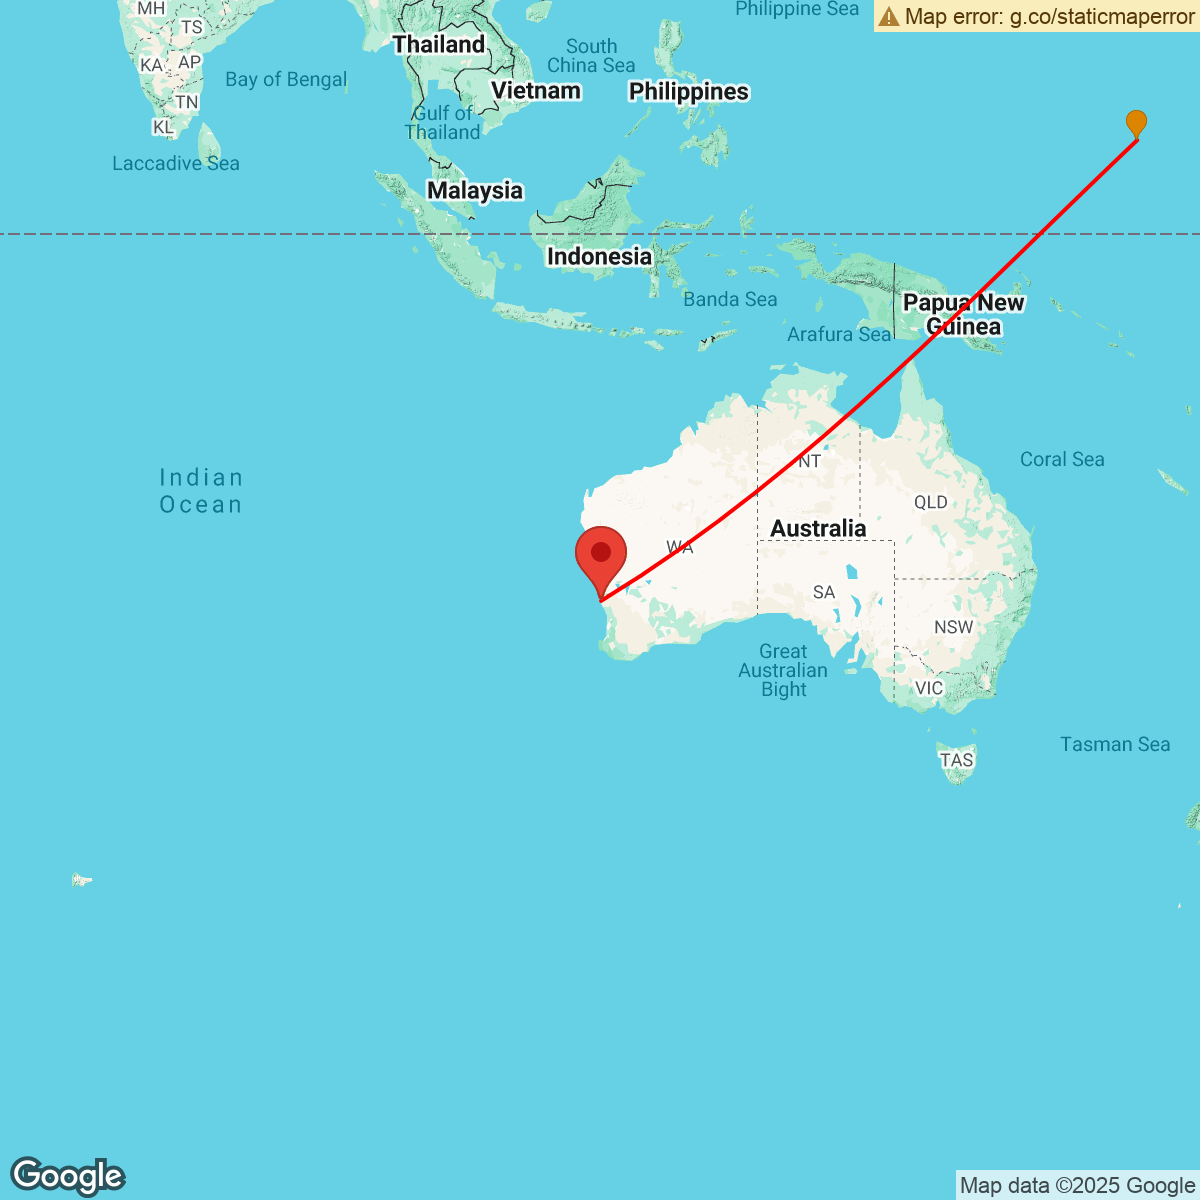 MH
Philippine Sea
Map error: g.co/staticmaperror
TS
Thailand
South
China Sea
KA
AP
Bay of Bengal
Vietnam
Philippines
TN
Gulf of
Thailand
KL
Laccadive Sea
Malaysia
Indonesia
Banda Sea
Papua New
Guinea
Arafura Sea
NT
Coral Sea
Indian
Ocean
QLD
Australia
WA
SA
NSW
Great
Australian
Bight
VIC
Tasman Sea
TAS
Google
Map data ©2025 Google